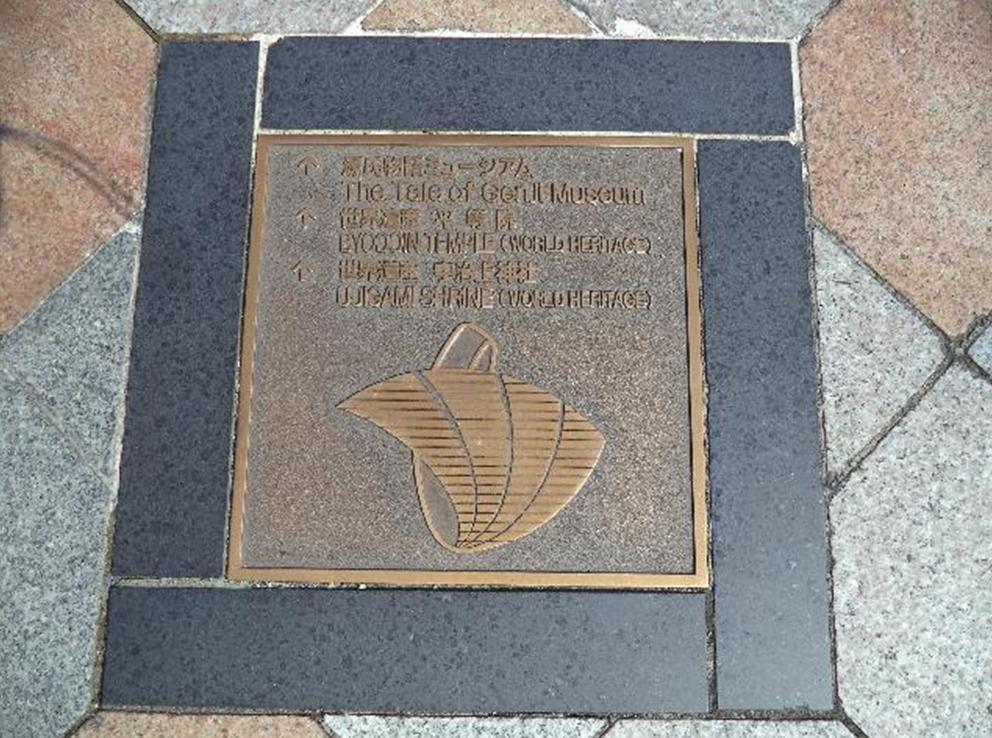 ↑ 源氏物語ミュージアム
The Tale of Genji Museum
↑ 世界遺産 平等院
BYODOIN TEMPLE (WORLD HERITAGE)
↑ 世界遺産 宇治上神社
UJIGAMI SHRINE (WORLD HERITAGE)